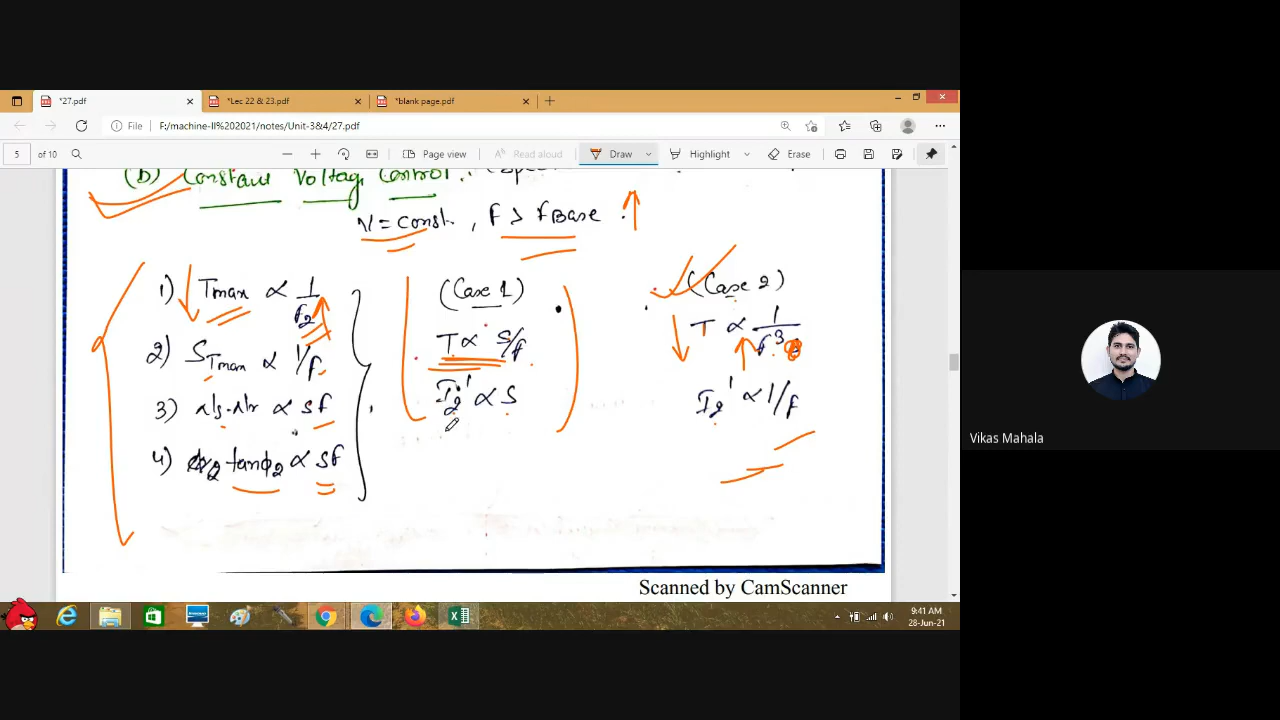 *27.pdf
*Lec 22 & 23.pdf
*blank page.pdf
File
F:/machine-II%202021/notes/Unit-3&4/27.pdf
5 of 10
Page view
Read aloud
Draw
Highlight
Erase
(B) Constant Voltage Control :
V = Const. , f > fBase
1) Tmax ∝ 1/f2
2) STmax ∝ 1/f
3) ∝ sf
4) tanϕ2 ∝ sf
(Case 1)
T ∝ s/f
I2' ∝ S
(Case 2)
T ∝ 1/f3
I2' ∝ 1/f
Scanned by CamScanner
9:41 AM
28-Jun-21
Vikas Mahala